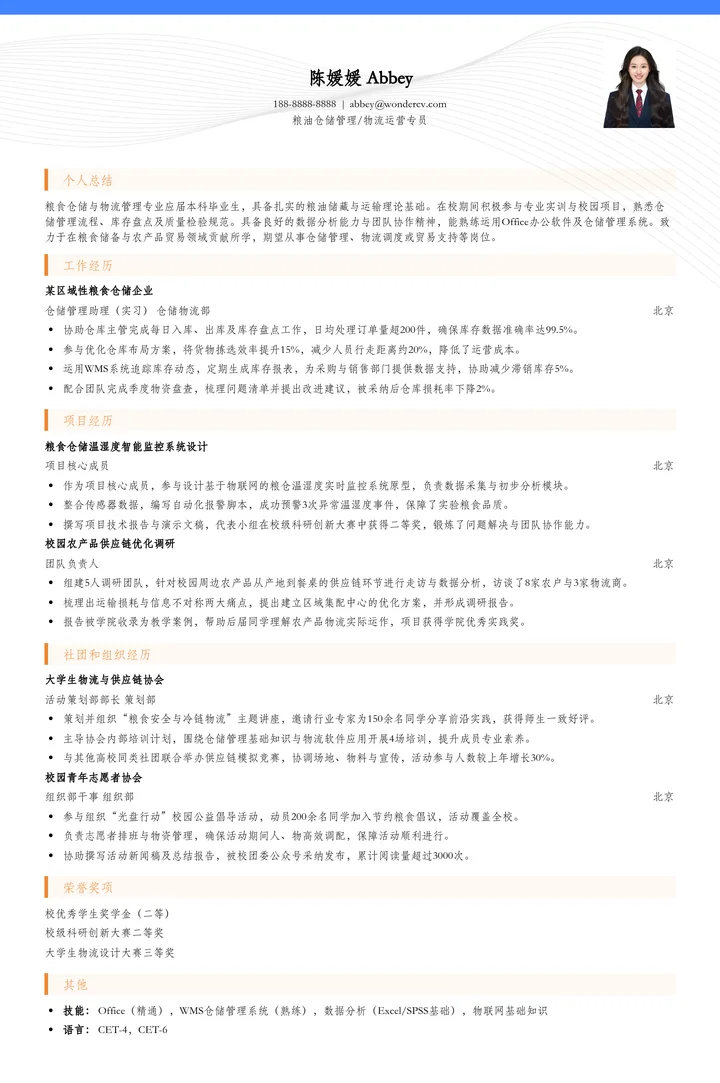 陈媛媛 Abbey
188-8888-8888 | abbey@wondercv.com
粮油仓储管理/物流运营专员
个人总结
粮食仓储与物流管理专业应届本科毕业生，具备扎实的粮油储藏与运输理论基础。在校期间积极参与专业实训与校园项目，熟悉仓
储管理流程、库存盘点及质量检验规范。具备良好的数据分析能力与团队协作精神，能熟练运用Office办公软件及仓储管理系统。致
力于在粮食储备与农产品贸易领域贡献所学，期望从事仓储管理、物流调度或贸易支持等岗位。
工作经历
某区域性粮食仓储企业
仓储管理助理（实习） 仓储物流部 北京
• 协助仓库主管完成每日入库、出库及库存盘点工作，日均处理订单量超200件，确保库存数据准确率达99.5%。
• 参与优化仓库布局方案，将货物拣选效率提升15%，减少人员行走距离约20%，降低了运营成本。
• 运用WMS系统追踪库存动态，定期生成库存报表，为采购与销售部门提供数据支持，协助减少滞销库存5%。
• 配合团队完成季度物资盘查，梳理问题清单并提出改进建议，被采纳后仓库损耗率下降2%。
项目经历
粮食仓储温湿度智能监控系统设计
项目核心成员 北京
• 作为项目核心成员，参与设计基于物联网的粮仓温湿度实时监控系统原型，负责数据采集与初步分析模块。
• 整合传感器数据，编写自动化报警脚本，成功预警3次异常温湿度事件，保障了实验粮食品质。
• 撰写项目技术报告与演示文稿，代表小组在校级科研创新大赛中获得二等奖，锻炼了问题解决与团队协作能力。
校园农产品供应链优化调研
团队负责人 北京
• 组建5人调研团队，针对校园周边农产品从产地到餐桌的供应链环节进行走访与数据分析，访谈了8家农户与3家物流商。
• 梳理出运输损耗与信息不对称两大痛点，提出建立区域集配中心的优化方案，并形成调研报告。
• 报告被学院收录为教学案例，帮助后届同学理解农产品物流实际运作，项目获得学院优秀实践奖。
社团和组织经历
大学生物流与供应链协会
活动策划部部长 策划部 北京
• 策划并组织“粮食安全与冷链物流”主题讲座，邀请行业专家为150余名同学分享前沿实践，获得师生一致好评。
• 主导协会内部培训计划，围绕仓储管理基础知识与物流软件应用开展4场培训，提升成员专业素养。
• 与其他高校同类社团联合举办供应链模拟竞赛，协调场地、物料与宣传，活动参与人数较上年增长30%。
校园青年志愿者协会
组织部干事 组织部 北京
• 参与组织“光盘行动”校园公益倡导活动，动员200余名同学加入节约粮食倡议，活动覆盖全校。
• 负责志愿者排班与物资管理，确保活动期间人、物高效调配，保障活动顺利进行。
• 协助撰写活动新闻稿及总结报告，被校团委公众号采纳发布，累计阅读量超过3000次。
荣誉奖项
校优秀学生奖学金（二等）
校级科研创新大赛二等奖
大学生物流设计大赛三等奖
其他
• 技能： Office（精通），WMS仓储管理系统（熟练），数据分析（Excel/SPSS基础），物联网基础知识
• 语言： CET-4，CET-6